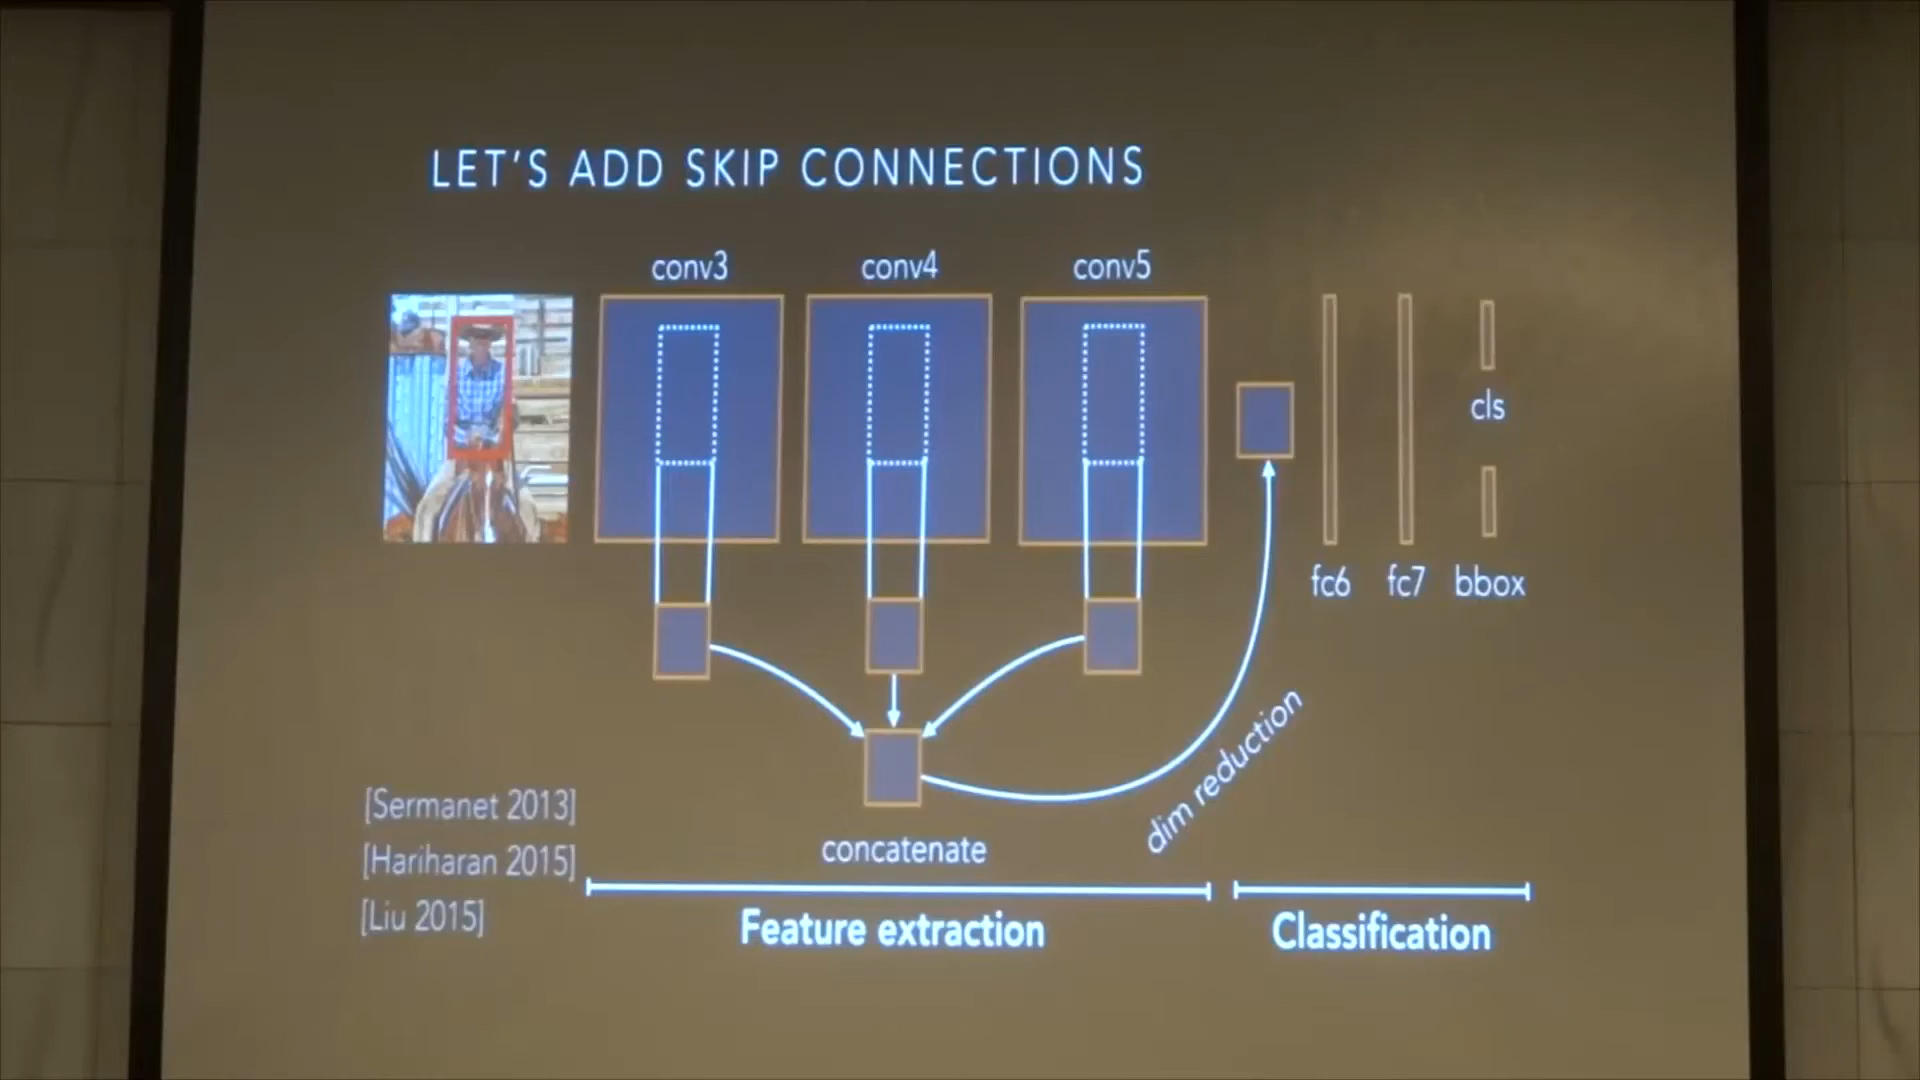 LET'S ADD SKIP CONNECTIONS
conv3
conv4
conv5
cls
fc6
fc7
bbox
dim reduction
concatenate
[Sermanet 2013]
[Hariharan 2015]
[Liu 2015]
Feature extraction
Classification